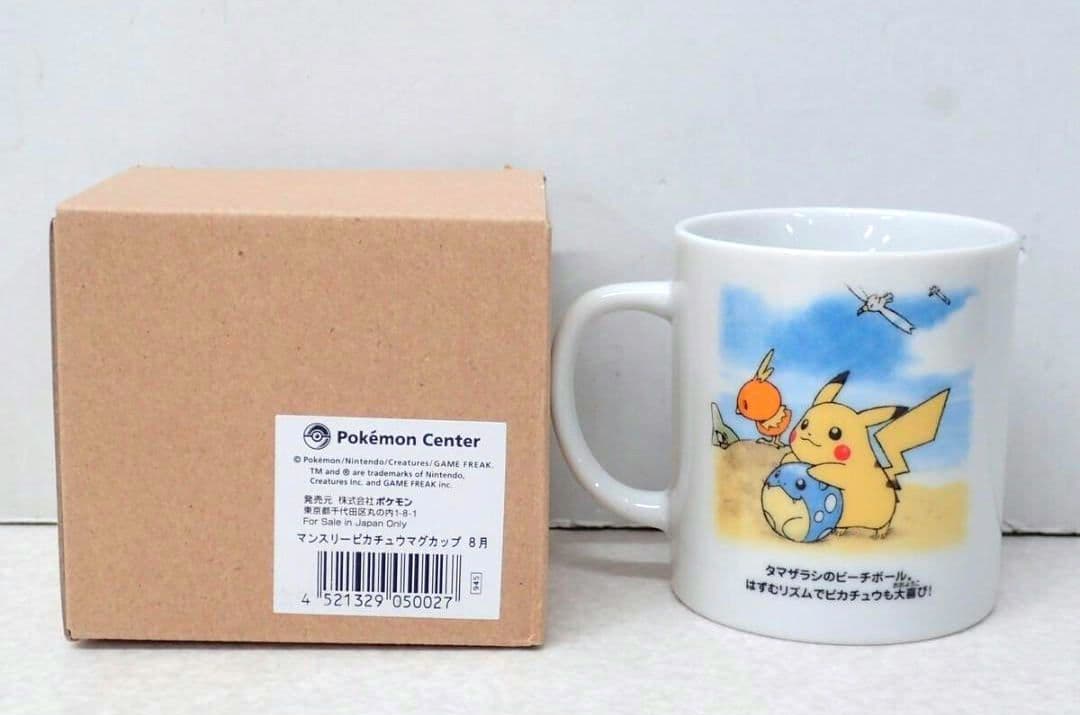 Pokémon Center
© Pokémon/Nintendo/Creatures/GAME FREAK.
TM and ® are trademarks of Nintendo,
Creatures Inc. and GAME FREAK inc.
発売元 株式会社ポケモン
東京都千代田区丸の内1-8-1
For Sale in Japan Only
マンスリーピカチュウマグカップ 8月
945
4 521329 050027
タマザラシのビーチボール。
はずむリズムでピカチュウも大喜び!